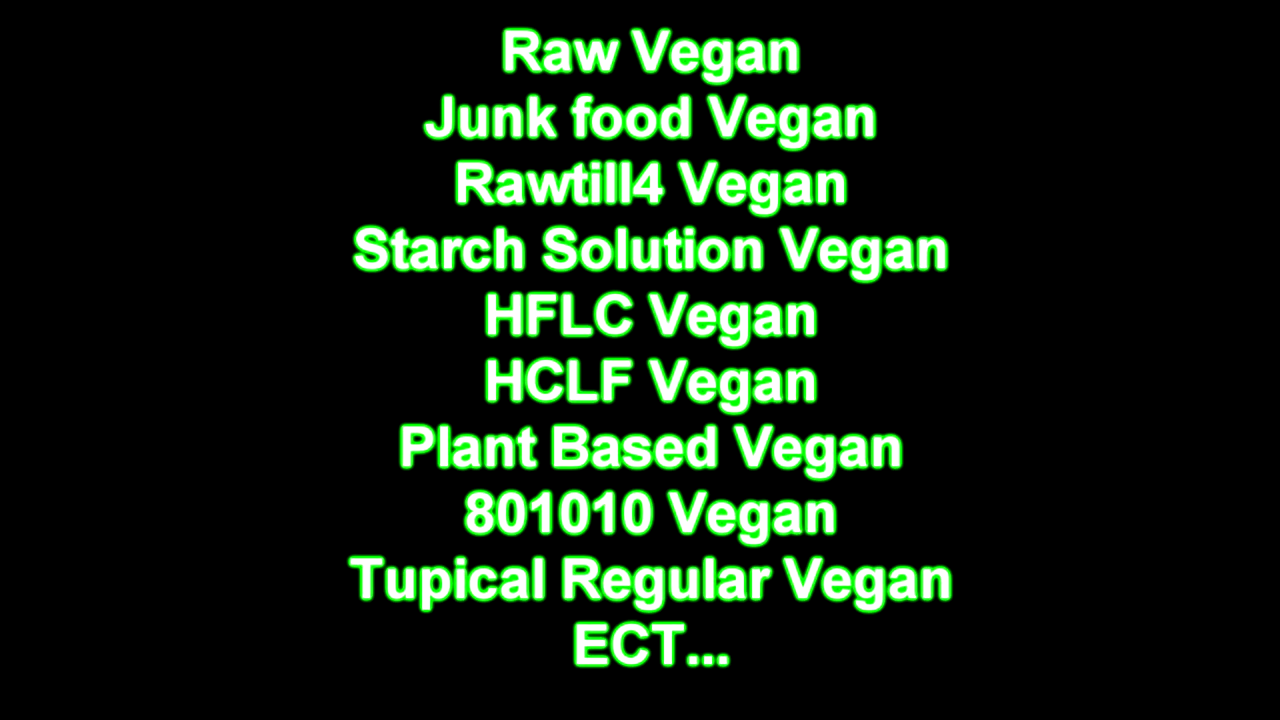 Raw Vegan
Junk food Vegan
Rawtill4 Vegan
Starch Solution Vegan
HFLC Vegan
HCLF Vegan
Plant Based Vegan
801010 Vegan
Tupical Regular Vegan
ECT...